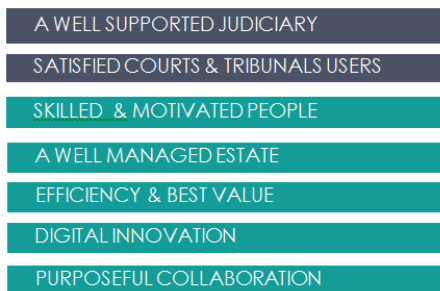 A WELL SUPPORTED JUDICIARY
SATISFIED COURTS & TRIBUNALS USERS
SKILLED & MOTIVATED PEOPLE
A WELL MANAGED ESTATE
EFFICIENCY & BEST VALUE
DIGITAL INNOVATION
PURPOSEFUL COLLABORATION